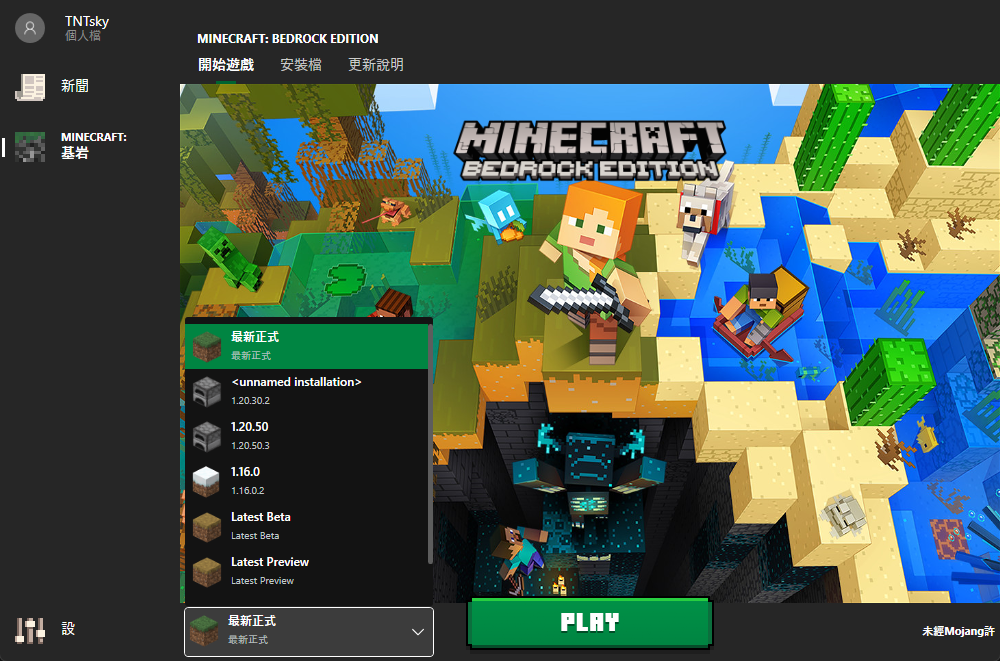 TNTsky
個人檔
新聞
MINECRAFT:
基岩
設
MINECRAFT: BEDROCK EDITION
開始遊戲 安裝檔 更新說明
MINECRAFT
BEDROCK EDITION
最新正式
最新正式
<unnamed installation>
1.20.30.2
1.20.50
1.20.50.3
1.16.0
1.16.0.2
Latest Beta
Latest Beta
Latest Preview
Latest Preview
最新正式
最新正式
PLAY
未經Mojang許